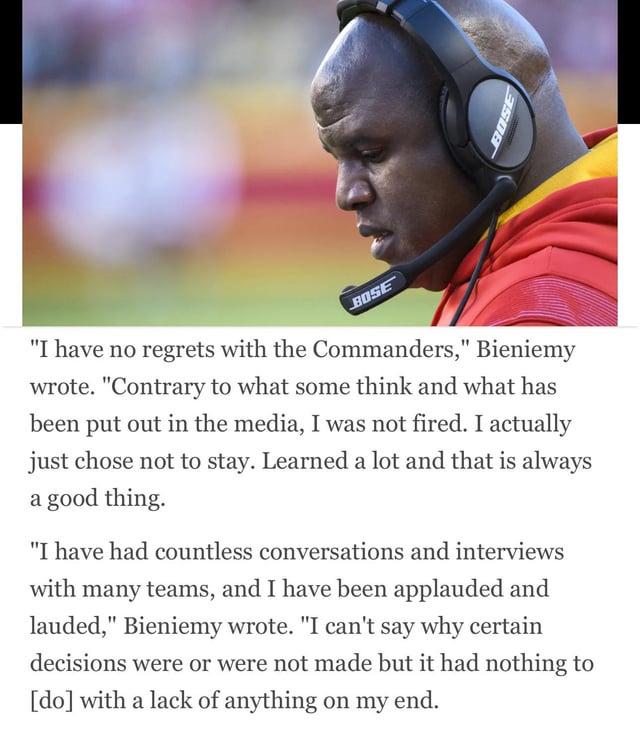 BOSE
BOSE
"I have no regrets with the Commanders," Bieniemy
wrote. "Contrary to what some think and what has
been put out in the media, I was not fired. I actually
just chose not to stay. Learned a lot and that is always
a good thing.
"I have had countless conversations and interviews
with many teams, and I have been applauded and
lauded," Bieniemy wrote. "I can't say why certain
decisions were or were not made but it had nothing to
[do] with a lack of anything on my end.